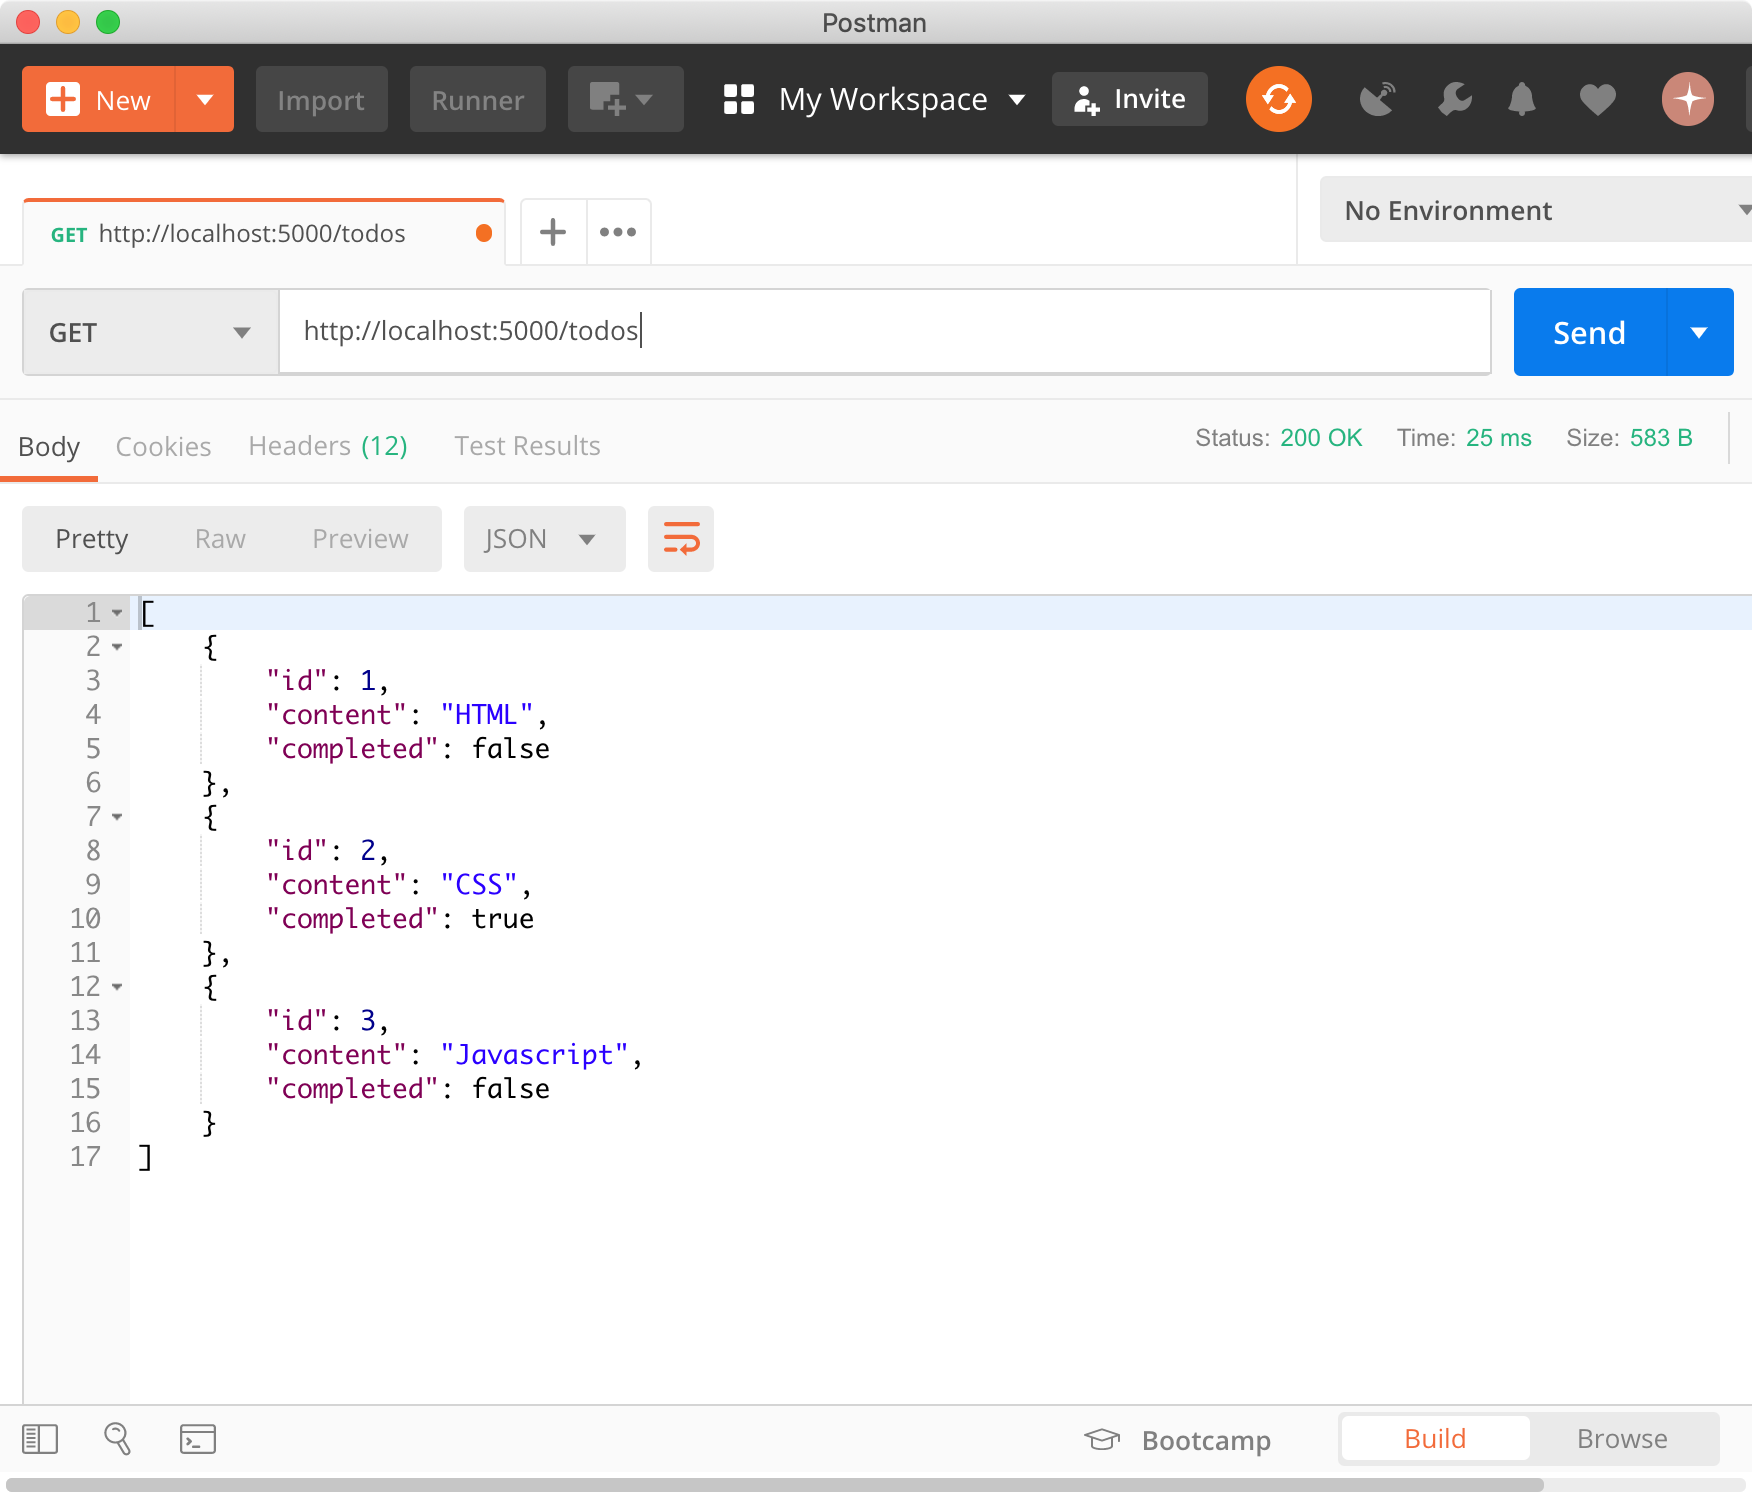 Postman
New Import Runner My Workspace Invite
GET http://localhost:5000/todos No Environment
GET http://localhost:5000/todos Send
Body Cookies Headers (12) Test Results Status: 200 OK Time: 25 ms Size: 583 B
Pretty Raw Preview JSON
1 [
2 {
3 "id": 1,
4 "content": "HTML",
5 "completed": false
6 },
7 {
8 "id": 2,
9 "content": "CSS",
10 "completed": true
11 },
12 {
13 "id": 3,
14 "content": "Javascript",
15 "completed": false
16 }
17 ]
Bootcamp Build Browse